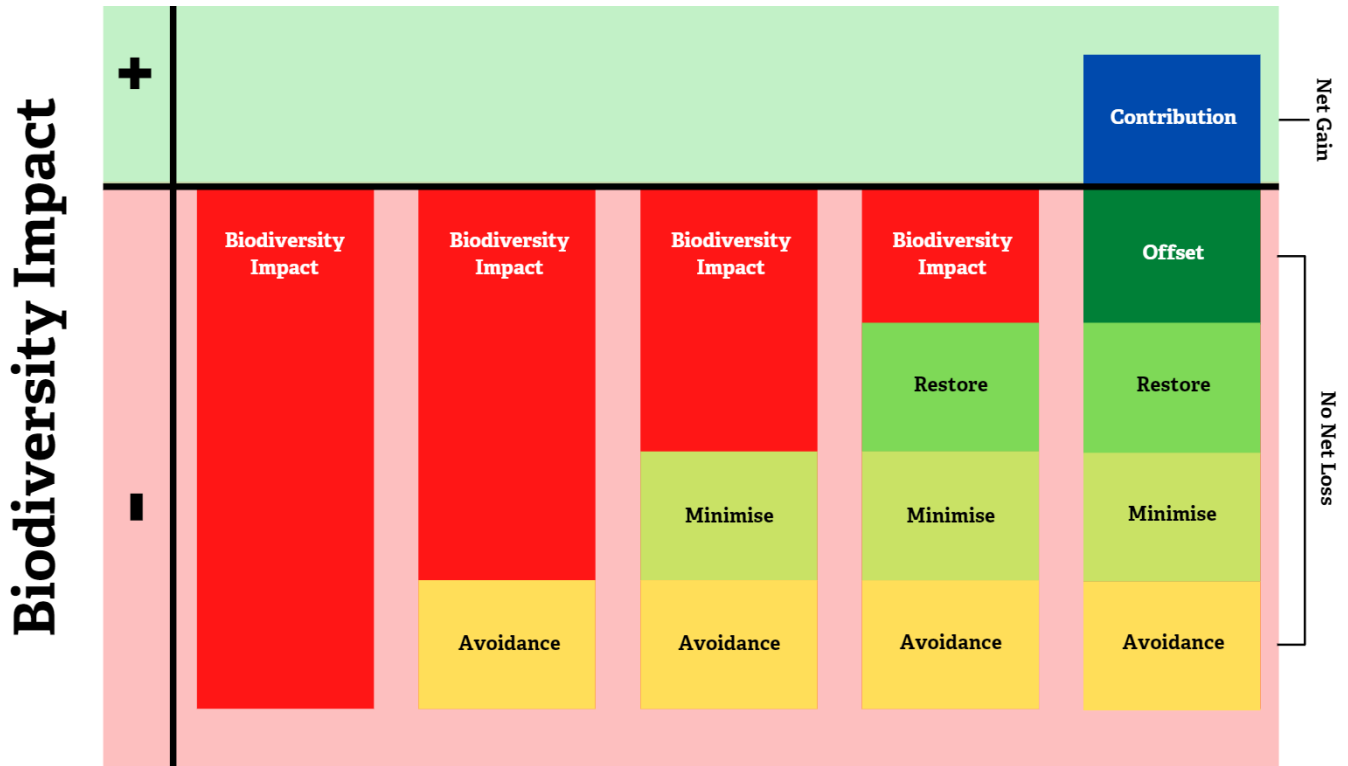 Biodiversity Impact
+
-
Contribution
Net Gain
Biodiversity
Impact
Biodiversity
Impact
Biodiversity
Impact
Biodiversity
Impact
Offset
Restore
Restore
No Net Loss
Minimise
Minimise
Minimise
Avoidance
Avoidance
Avoidance
Avoidance